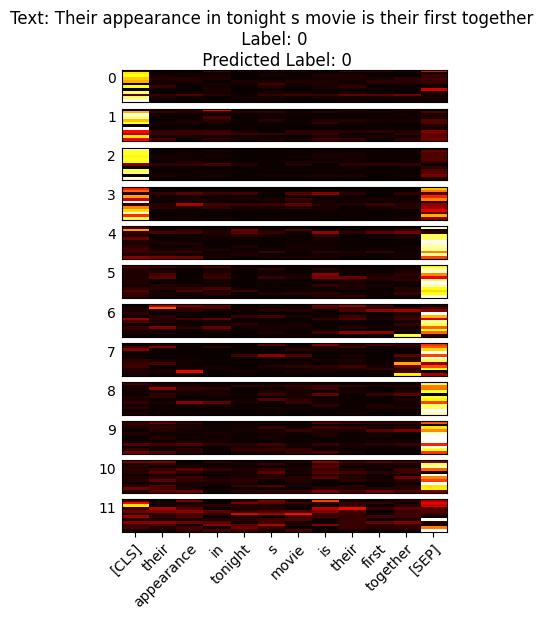 Text: Their appearance in tonight s movie is their first together
Label: 0
Predicted Label: 0
0
1
2
3
4
5
6
7
8
9
10
11
[CLS]
their
appearance
in
tonight
s
movie
is
their
first
together
[SEP]